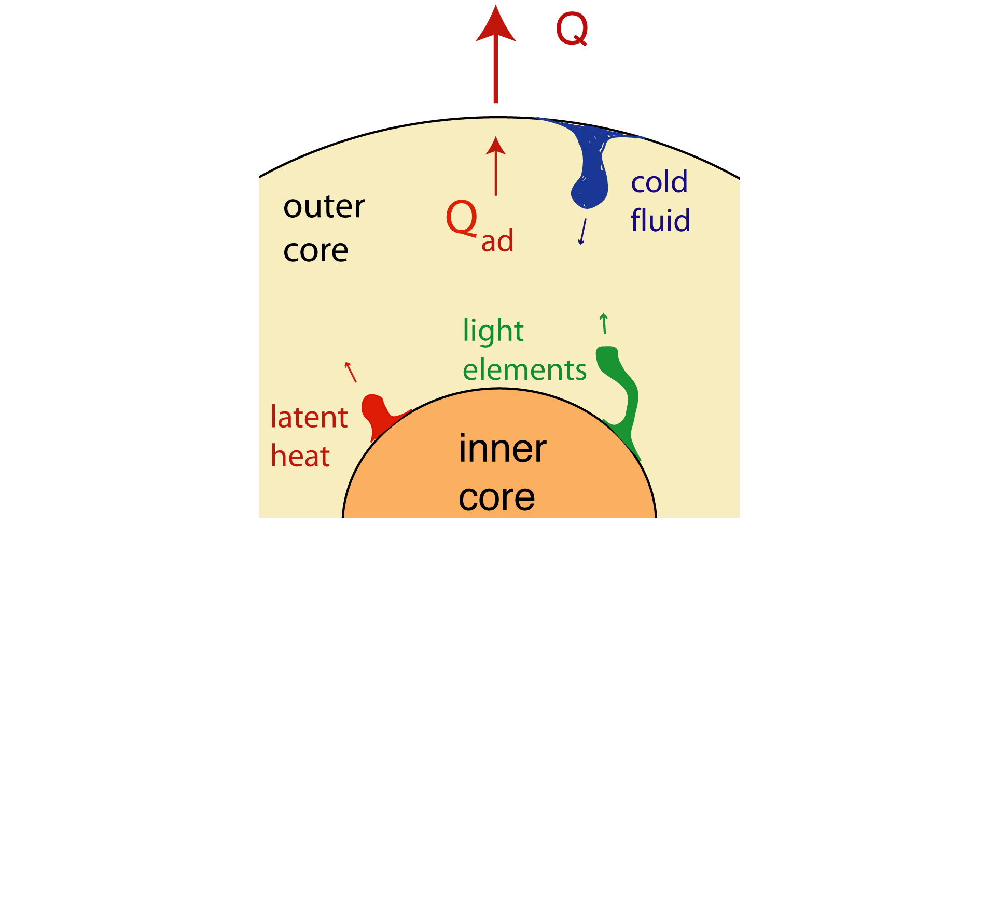 Q
cold
fluid
outer
core
Q
ad
light
elements
latent
heat
inner
core